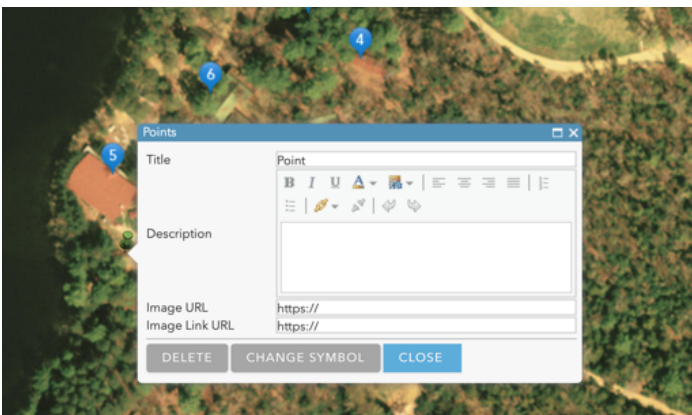 4
6
5
Points
Title Point
B I U A
Description
Image URL https://
Image Link URL https://
DELETE CHANGE SYMBOL CLOSE